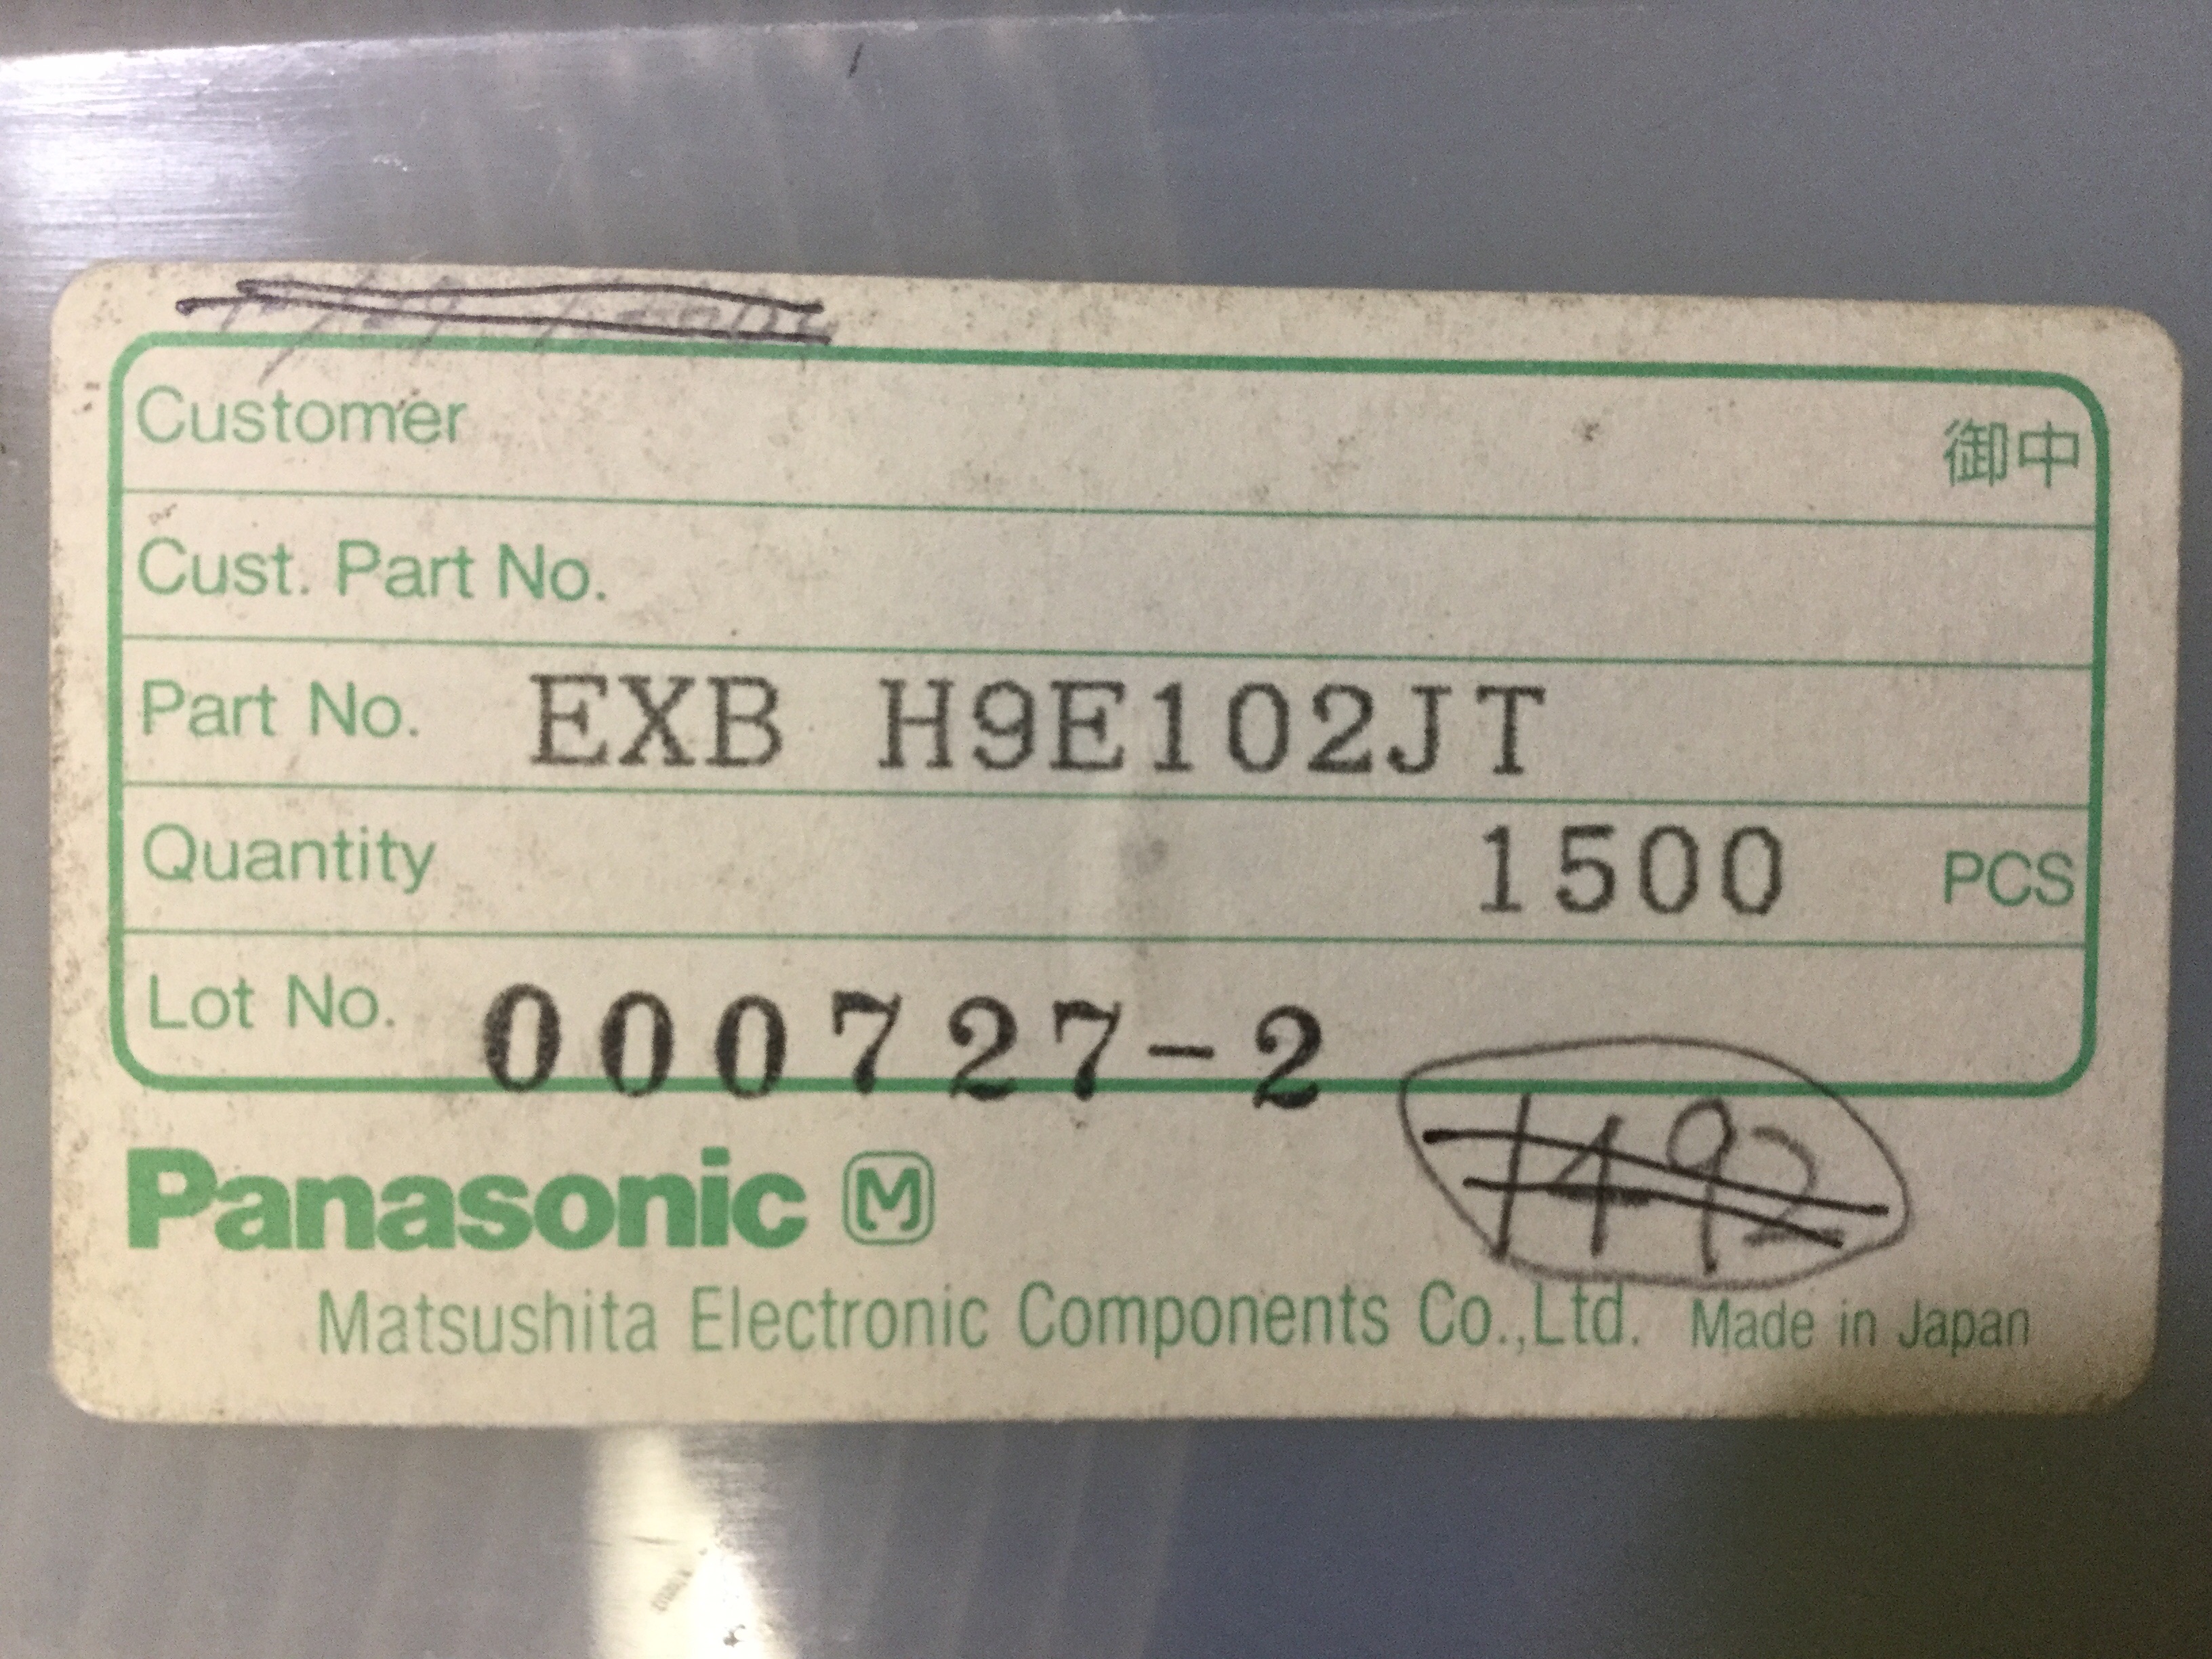 Customer 御中
Cust. Part No.
Part No. EXB H9E102JT
Quantity 1500 PCS
Lot No. 000727-2
1492
Panasonic M
Matsushita Electronic Components Co.,Ltd. Made in Japan